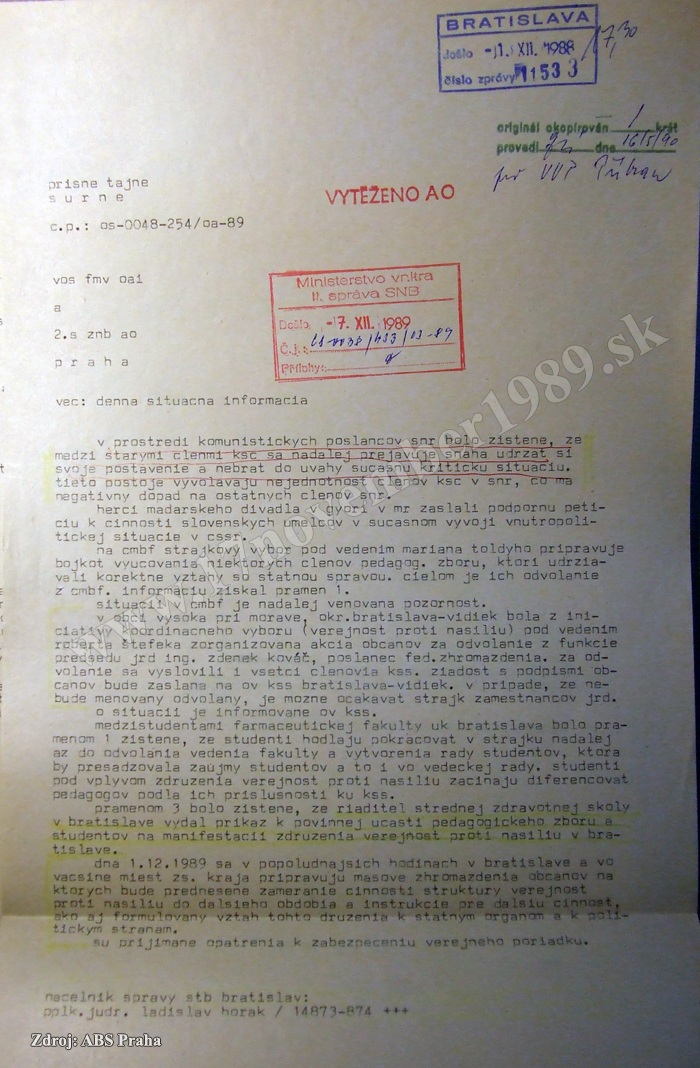 BRATISLAVA
došlo -1. XII. 1988
číslo zprávy 11533
17,30
originál okopírován 1 krát
provedl dne 16/5/90
pro VVP
prisne tajne
s u r n e
VYTĚŽENO AO
c.p.: os-0048-254/oa-89
vos fmv oai
a
2.s znb ao
p r a h a
Ministerstvo vnitra
II. správa SNB
Došlo: -7. XII. 1989
Č.j.:
Přílohy:
vec: denna situacna informacia
v prostredi komunistickych poslancov snr bolo zistene, ze
medzi starymi clenmi ksc sa nadalej prejavuje snaha udrzat si
svoje postavenie a nebrat do uvahy sucasnu kriticku situaciu.
tieto postoje vyvolavaju nejednotnost clenov ksc v snr, co ma
negativny dopad na ostatnych clenov snr.
herci madarskeho divadla v gyori v mr zaslali podpornu peti-
ciu k cinnosti slovenskych umelcov v sucasnom vyvoji vnutropoli-
tickej situacie v cssr.
na cmbf strajkovy vybor pod vedenim mariana toldyho pripravuje
bojkot vyucovania niektorych clenov pedagog. zboru, ktori udrzia-
vali korektne vztah so statnou spravou. cielom je ich odvolanie
z cmbf. informaciu ziskal pramen 1.
situacii v cmbf je nadalej venovana pozornost.
v obci vysoka pri morave, okr.bratislava-vidiek bola z ini-
ciativy koordinacneho vyboru (verejnost proti nasiliu) pod vedenim
roberta štefeka zorganizovana akcia obcanov za odvolanie z funkcie
predsedu jrd ing. zdenek kováč, poslanec fed.zhromazdenia. za od-
volanie sa vyslovili i vsetci clenovia kss. ziadost s podpismi ob-
canov bude zaslana na ov kss bratislava-vidiek. v pripade, ze ne-
bude menovany odvolany, je mozne ocakavat strajk zamestnancov jrd.
o situacii je informovane ov kss.
medzistudentami farmaceutickej fakulty uk bratislava bolo pra-
menom 1 zistene, ze studenti hodlaju pokracovat v strajku nadalej
az do odvolania vedenia fakulty a vytvorenia rady studentov, ktora
by presadzovala zaujmy studentov a to i vo vedeckej rade. studenti
pod vplyvom zdruzenia verejnost proti nasiliu zacinaju diferencovat
pedagogov podla ich prislusnosti ku kss.
pramenom 3 bolo zistene, ze riaditel strednej zdravotnej skoly
v bratislave vydal prikaz k povinnej ucasti pedagogickeho zboru a
studentov na manifestacii zdruzenia verejnost proti nasiliu v bra-
tislave.
dna 1.12.1989 sa v popoludnajsich hodinach v bratislave a vo
vacsine miest zs. kraja pripravuju masove zhromazdenia obcanov na
ktorych bude prednesene zameranie cinnosti struktury verejnost
proti nasiliu do dalsieho obdobia a instrukcie pre dalsiu cinnost,
ako aj formulovany vztah tohto druzenia k statnym organom a k poli-
tickym stranam.
su prijimane opatrenia k zabezpeceniu verejneho poriadku.
nacelnik spravy stb bratislav:
pplk.judr. ladislav horak / 14873-874 +++
www.17november1989.sk
Zdroj: ABS Praha